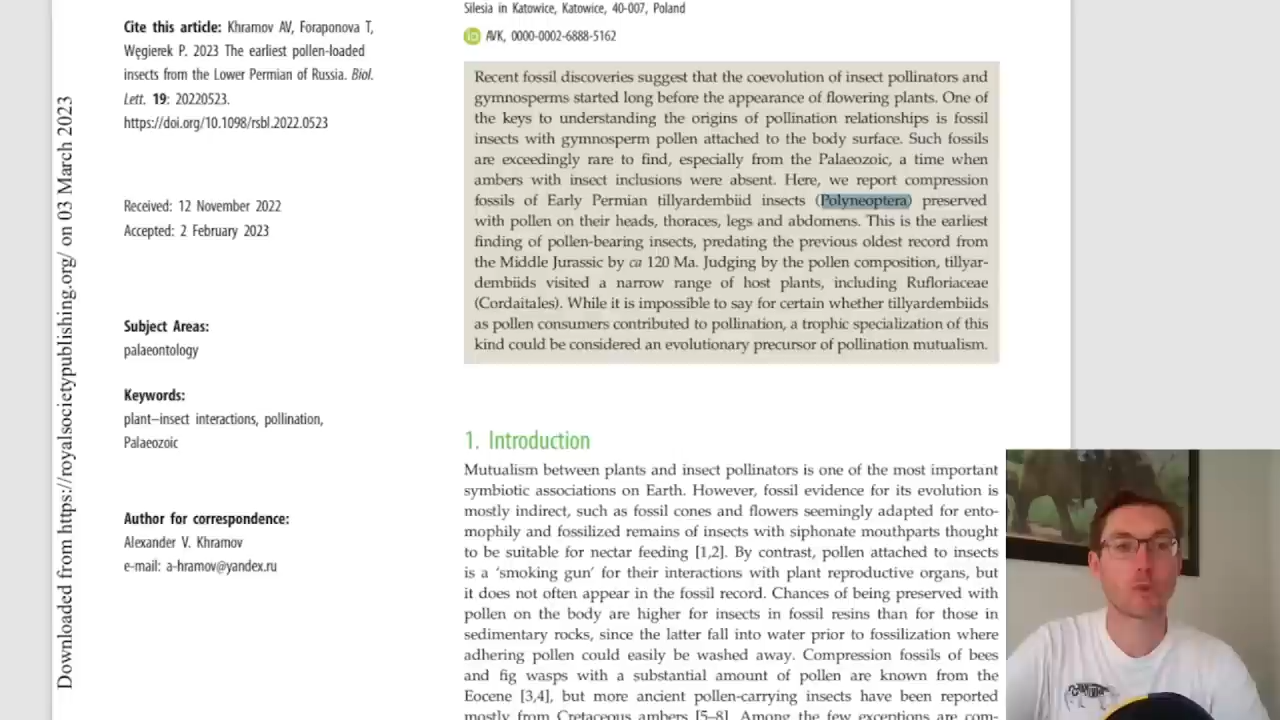 Silesia in Katowice, Katowice, 40-007, Poland
iD AVK, 0000-0002-6888-5162
Cite this article: Khramov AV, Foraponova T,
Węgierek P. 2023 The earliest pollen-loaded
insects from the Lower Permian of Russia. Biol.
Lett. 19: 20220523.
https://doi.org/10.1098/rsbl.2022.0523
Received: 12 November 2022
Accepted: 2 February 2023
Subject Areas:
palaeontology
Keywords:
plant–insect interactions, pollination,
Palaeozoic
Author for correspondence:
Alexander V. Khramov
e-mail: a-hramov@yandex.ru
Downloaded from https://royalsocietypublishing.org/ on 03 March 2023
Recent fossil discoveries suggest that the coevolution of insect pollinators and
gymnosperms started long before the appearance of flowering plants. One of
the keys to understanding the origins of pollination relationships is fossil
insects with gymnosperm pollen attached to the body surface. Such fossils
are exceedingly rare to find, especially from the Palaeozoic, a time when
ambers with insect inclusions were absent. Here, we report compression
fossils of Early Permian tillyardembiid insects (Polyneoptera) preserved
with pollen on their heads, thoraces, legs and abdomens. This is the earliest
finding of pollen-bearing insects, predating the previous oldest record from
the Middle Jurassic by ca 120 Ma. Judging by the pollen composition, tillyar-
dembiids visited a narrow range of host plants, including Rufloriaceae
(Cordaitales). While it is impossible to say for certain whether tillyardembiids
as pollen consumers contributed to pollination, a trophic specialization of this
kind could be considered an evolutionary precursor of pollination mutualism.
1. Introduction
Mutualism between plants and insect pollinators is one of the most important
symbiotic associations on Earth. However, fossil evidence for its evolution is
mostly indirect, such as fossil cones and flowers seemingly adapted for ento-
mophily and fossilized remains of insects with siphonate mouthparts thought
to be suitable for nectar feeding [1,2]. By contrast, pollen attached to insects
is a ‘smoking gun’ for their interactions with plant reproductive organs, but
it does not often appear in the fossil record. Chances of being preserved with
pollen on the body are higher for insects in fossil resins than for those in
sedimentary rocks, since the latter fall into water prior to fossilization where
adhering pollen could easily be washed away. Compression fossils of bees
and fig wasps with a substantial amount of pollen are known from the
Eocene [3,4], but more ancient pollen-carrying insects have been reported
mostly from Cretaceous ambers [5–8]. Among the few exceptions are com-